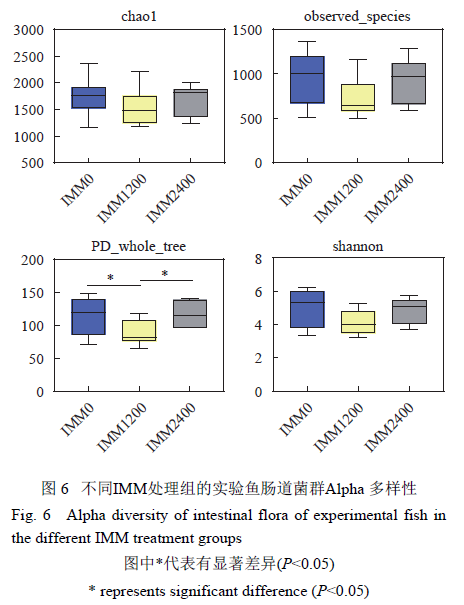 chao1
3000
2500
2000
1500
1000
500
IMM0
IMM1200
IMM2400
observed_species
1500
1000
500
0
IMM0
IMM1200
IMM2400
PD_whole_tree
200
150
100
50
0
*
*
IMM0
IMM1200
IMM2400
shannon
8
6
4
2
0
IMM0
IMM1200
IMM2400
图 6 不同IMM处理组的实验鱼肠道菌群Alpha 多样性
Fig. 6 Alpha diversity of intestinal flora of experimental fish in
the different IMM treatment groups
图中*代表有显著差异(P<0.05)
* represents significant difference (P<0.05)